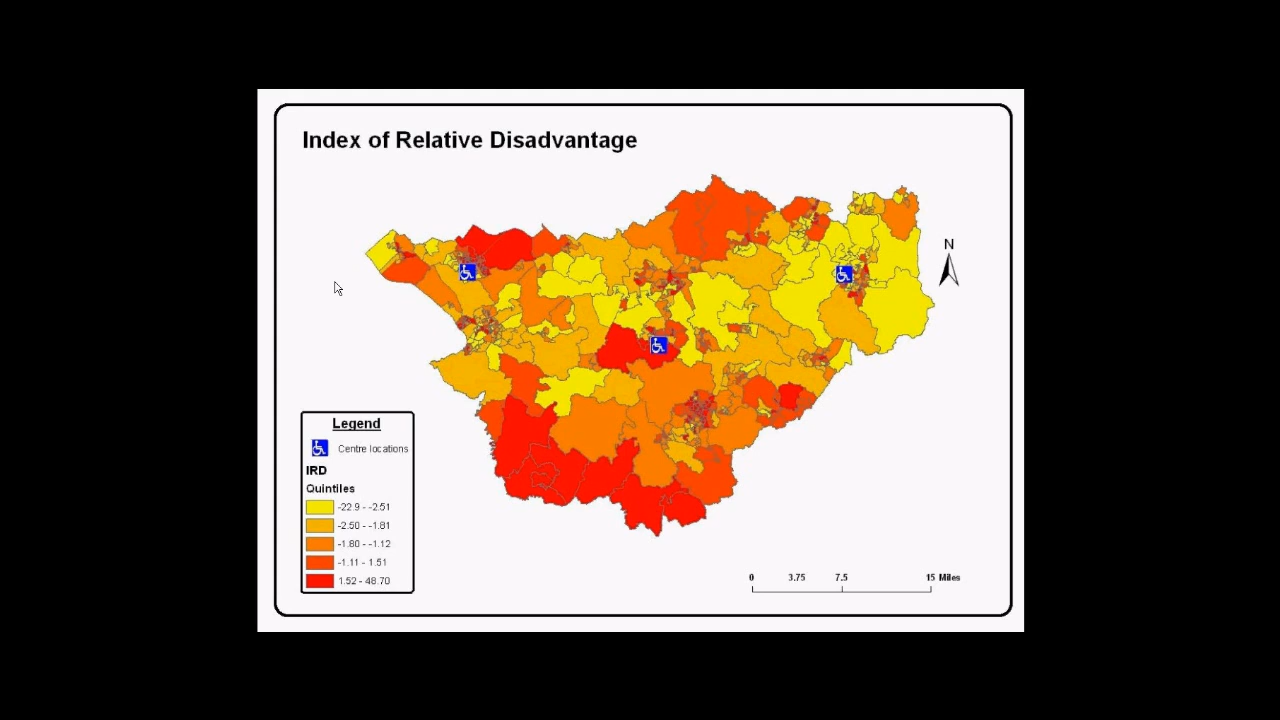 Index of Relative Disadvantage
N
Legend
Centre locations
IRD
Quintiles
-22.9 - -2.51
-2.50 - -1.81
-1.80 - -1.12
-1.11 - 1.51
1.52 - 48.70
0 3.75 7.5 15 Miles